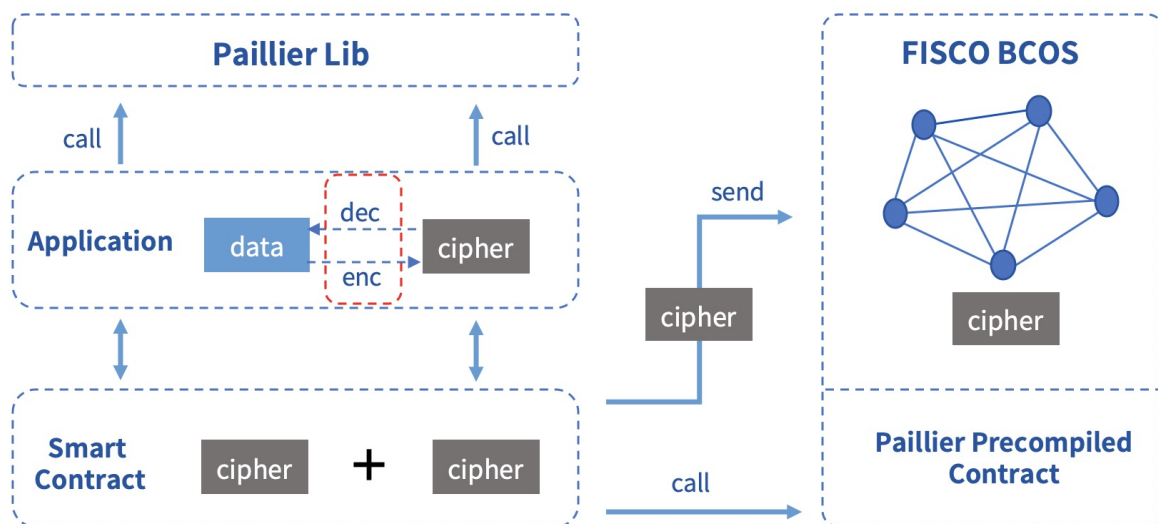 Paillier Lib
call
call
Application
data
dec
enc
cipher
Smart
Contract
cipher
+
cipher
send
cipher
call
FISCO BCOS
cipher
Paillier Precompiled
Contract